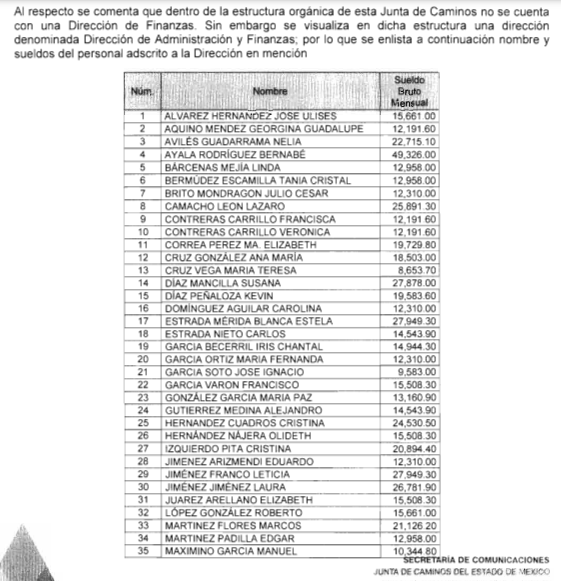 Al respecto se comenta que dentro de la estructura orgánica de esta Junta de Caminos no se cuenta
con una Dirección de Finanzas. Sin embargo se visualiza en dicha estructura una dirección
denominada Dirección de Administración y Finanzas; por lo que se enlista a continuación nombre y
sueldos del personal adscrito a la Dirección en mención
Núm. Nombre Sueldo Bruto Mensual
1 ALVAREZ HERNANDEZ JOSE ULISES 15,661.00
2 AQUINO MENDEZ GEORGINA GUADALUPE 12,191.60
3 AVILÉS GUADARRAMA NELIA 22,715.10
4 AYALA RODRÍGUEZ BERNABÉ 49,326.00
5 BÁRCENAS MEJÍA LINDA 12,958.00
6 BERMÚDEZ ESCAMILLA TANIA CRISTAL 12,958.00
7 BRITO MONDRAGON JULIO CESAR 12,310.00
8 CAMACHO LEON LAZARO 25,891.30
9 CONTRERAS CARRILLO FRANCISCA 12,191.60
10 CONTRERAS CARRILLO VERONICA 12,191.60
11 CORREA PEREZ MA. ELIZABETH 19,729.80
12 CRUZ GONZÁLEZ ANA MARÍA 18,503.00
13 CRUZ VEGA MARIA TERESA 8,653.70
14 DÍAZ MANCILLA SUSANA 27,878.00
15 DÍAZ PEÑALOZA KEVIN 19,583.60
16 DOMÍNGUEZ AGUILAR CAROLINA 12,310.00
17 ESTRADA MÉRIDA BLANCA ESTELA 27,949.30
18 ESTRADA NIETO CARLOS 14,543.90
19 GARCIA BECERRIL IRIS CHANTAL 14,944.30
20 GARCIA ORTIZ MARIA FERNANDA 12,310.00
21 GARCIA SOTO JOSE IGNACIO 9,583.00
22 GARCIA VARON FRANCISCO 15,508.30
23 GONZÁLEZ GARCIA MARIA PAZ 13,160.90
24 GUTIERREZ MEDINA ALEJANDRO 14,543.90
25 HERNANDEZ CUADROS CRISTINA 24,530.50
26 HERNÁNDEZ NÁJERA OLIDETH 15,508.30
27 IZQUIERDO PITA CRISTINA 20,894.40
28 JIMENEZ ARIZMENDI EDUARDO 12,310.00
29 JIMÉNEZ FRANCO LETICIA 27,949.30
30 JIMÉNEZ JIMÉNEZ LAURA 26,781.90
31 JUAREZ ARELLANO ELIZABETH 15,508.30
32 LÓPEZ GONZÁLEZ ROBERTO 15,661.00
33 MARTINEZ FLORES MARCOS 21,126.20
34 MARTINEZ PADILLA EDGAR 12,958.00
35 MAXIMINO GARCIA MANUEL 10,344.80
SECRETARÍA DE COMUNICACIONES
JUNTA DE CAMINOS DEL ESTADO DE MÉXICO